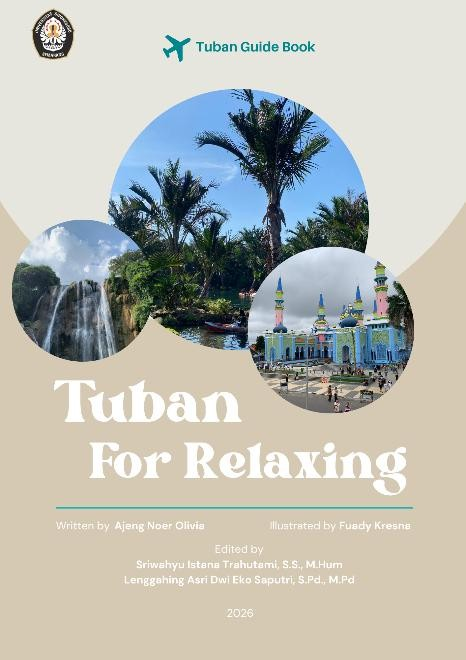 Tuban Guide Book
Tuban
For Relaxing
Written by Ajeng Noer Olivia
Illustrated by Fuady Kresna
Edited by
Sriwahyu Istana Trahutami, S.S., M.Hum
Lenggahing Asri Dwi Eko Saputri, S.Pd., M.Pd
2026